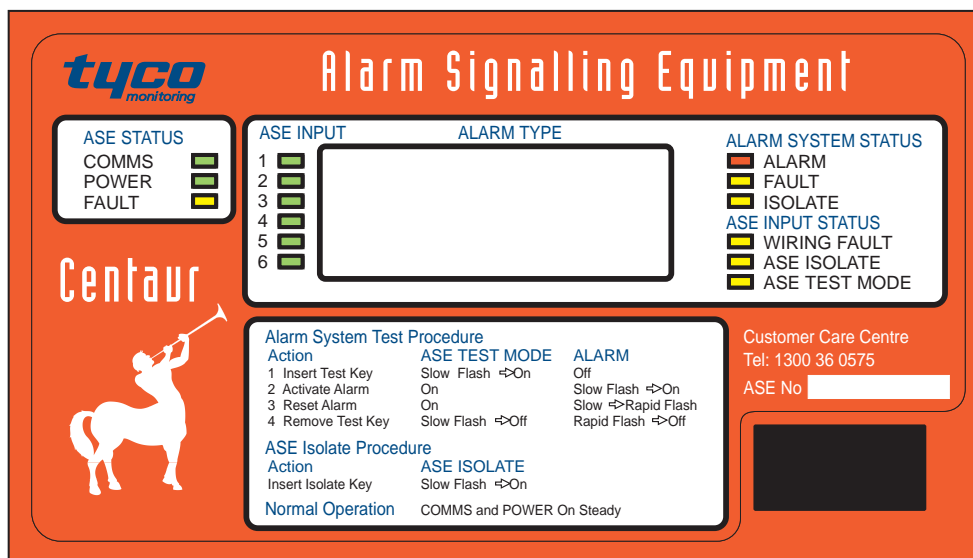 tyco
monitoring
Alarm Signalling Equipment
ASE STATUS
COMMS
POWER
FAULT
ASE INPUT
ALARM TYPE
1
2
3
4
5
6
ALARM SYSTEM STATUS
ALARM
FAULT
ISOLATE
ASE INPUT STATUS
WIRING FAULT
ASE ISOLATE
ASE TEST MODE
Centaur
Alarm System Test Procedure
Action ASE TEST MODE ALARM
1 Insert Test Key Slow Flash ⇨On Off
2 Activate Alarm On Slow Flash ⇨On
3 Reset Alarm On Slow ⇨Rapid Flash
4 Remove Test Key Slow Flash ⇨Off Rapid Flash ⇨Off
ASE Isolate Procedure
Action ASE ISOLATE
Insert Isolate Key Slow Flash ⇨On
Normal Operation COMMS and POWER On Steady
Customer Care Centre
Tel: 1300 36 0575
ASE No